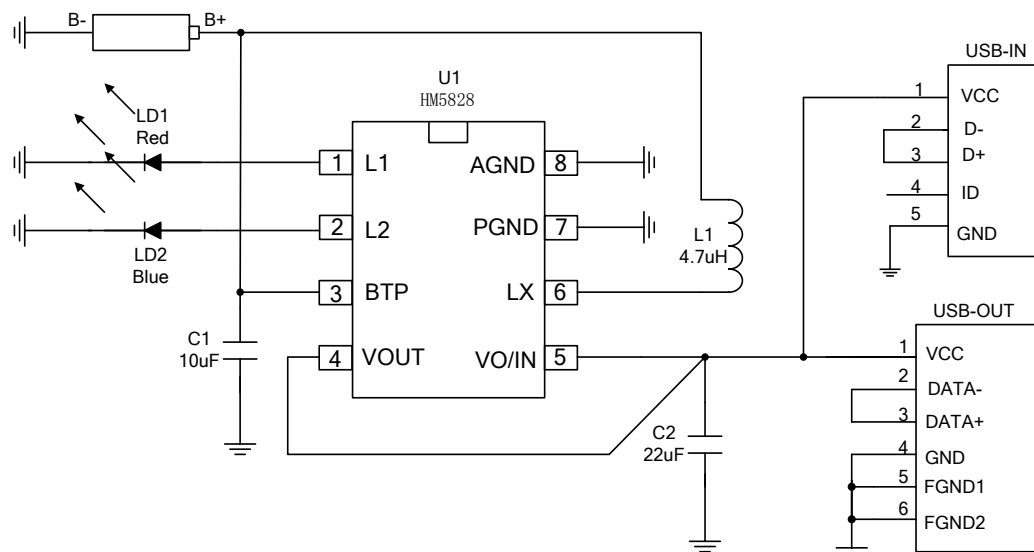 B-
B+
USB-IN
U1
HM5828
LD1
Red
1
VCC
2
D-
3
D+
4
ID
5
GND
1
L1
AGND
8
2
L2
PGND
7
LD2
Blue
L1
4.7uH
3
BTP
LX
6
USB-OUT
C1
10uF
4
VOUT
VO/IN
5
1
VCC
2
DATA-
3
DATA+
C2
22uF
4
GND
5
FGND1
6
FGND2